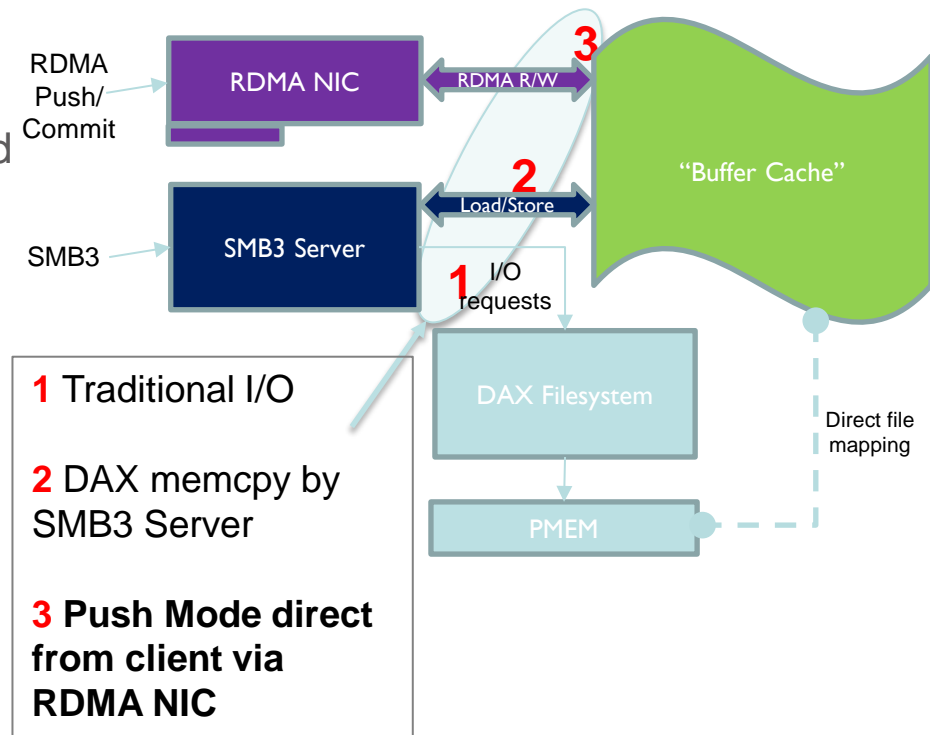 RDMA
Push/
Commit
d
RDMA NIC
RDMA R/W
3
"Buffer Cache"
2
Load/Store
SMB3
SMB3 Server
1
I/O
requests
DAX Filesystem
PMEM
Direct file
mapping
1 Traditional I/O
2 DAX memcpy by
SMB3 Server
3 Push Mode direct
from client via
RDMA NIC